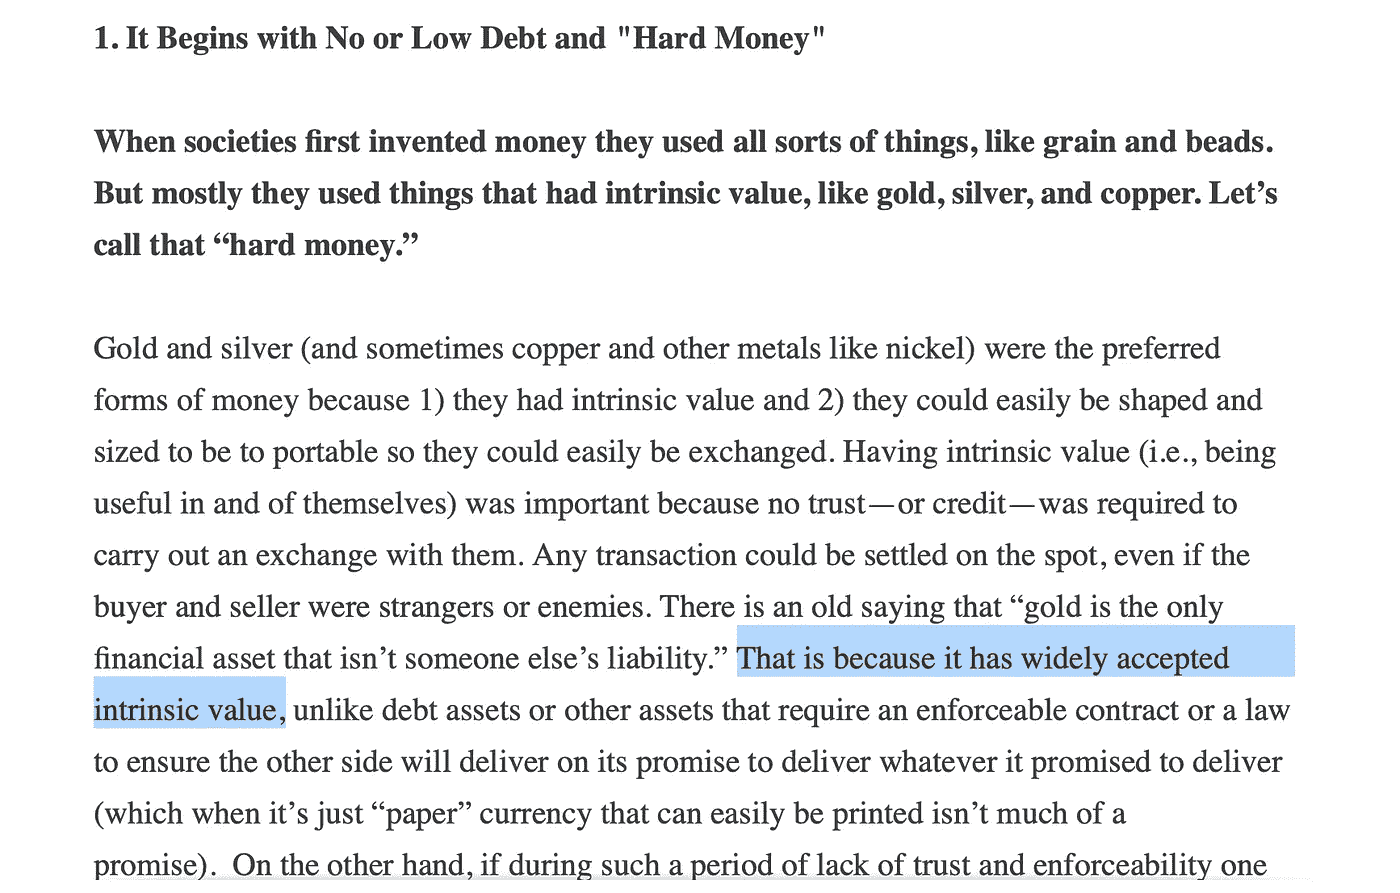 1. It Begins with No or Low Debt and "Hard Money"
When societies first invented money they used all sorts of things, like grain and beads.
But mostly they used things that had intrinsic value, like gold, silver, and copper. Let’s
call that “hard money.”
Gold and silver (and sometimes copper and other metals like nickel) were the preferred
forms of money because 1) they had intrinsic value and 2) they could easily be shaped and
sized to be to portable so they could easily be exchanged. Having intrinsic value (i.e., being
useful in and of themselves) was important because no trust—or credit—was required to
carry out an exchange with them. Any transaction could be settled on the spot, even if the
buyer and seller were strangers or enemies. There is an old saying that “gold is the only
financial asset that isn’t someone else’s liability.” That is because it has widely accepted
intrinsic value, unlike debt assets or other assets that require an enforceable contract or a law
to ensure the other side will deliver on its promise to deliver whatever it promised to deliver
(which when it’s just “paper” currency that can easily be printed isn’t much of a
promise).  On the other hand, if during such a period of lack of trust and enforceability one